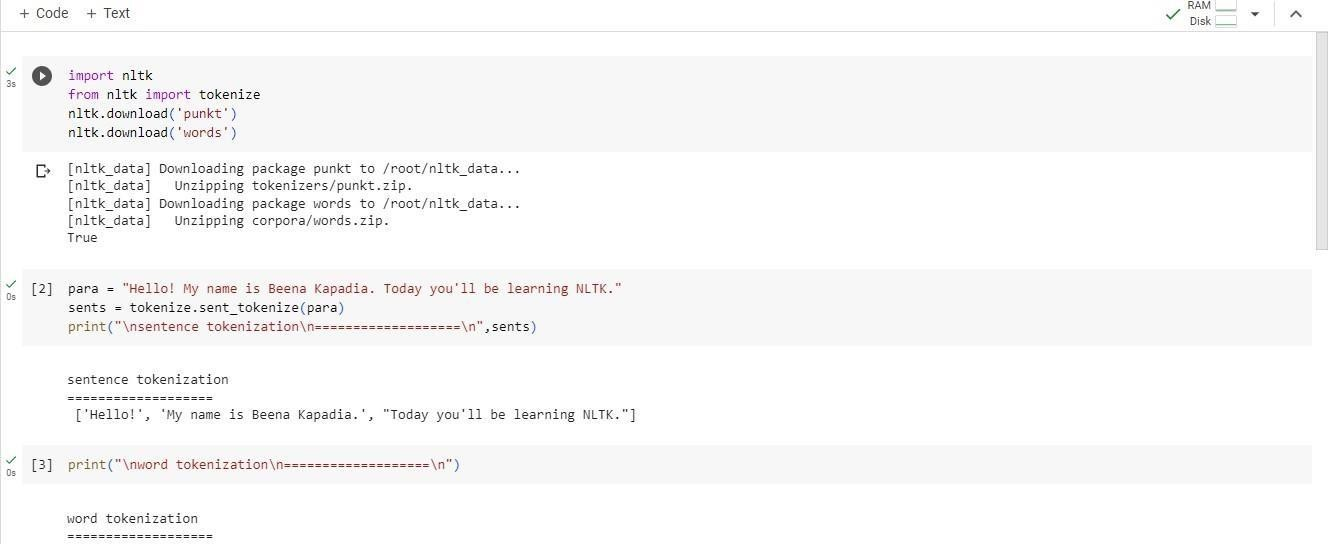 + Code + Text
RAM
Disk
3s
import nltk
from nltk import tokenize
nltk.download('punkt')
nltk.download('words')
[nltk_data] Downloading package punkt to /root/nltk_data...
[nltk_data]   Unzipping tokenizers/punkt.zip.
[nltk_data] Downloading package words to /root/nltk_data...
[nltk_data]   Unzipping corpora/words.zip.
True
0s
[2] para = "Hello! My name is Beena Kapadia. Today you'll be learning NLTK."
sents = tokenize.sent_tokenize(para)
print("\nsentence tokenization\n===================\n",sents)
sentence tokenization
===================
['Hello!', 'My name is Beena Kapadia.', "Today you'll be learning NLTK."]
0s
[3] print("\nword tokenization\n===================\n")
word tokenization
===================